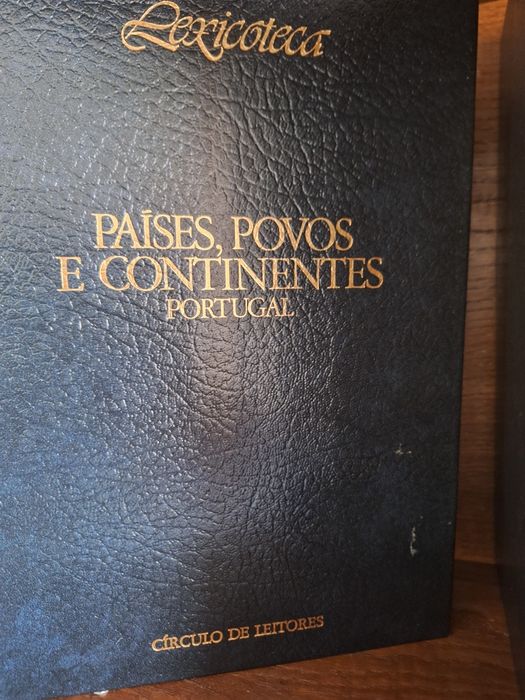 Lexicoteca
PAÍSES, POVOS
E CONTINENTES
PORTUGAL
CÍRCULO DE LEITORES